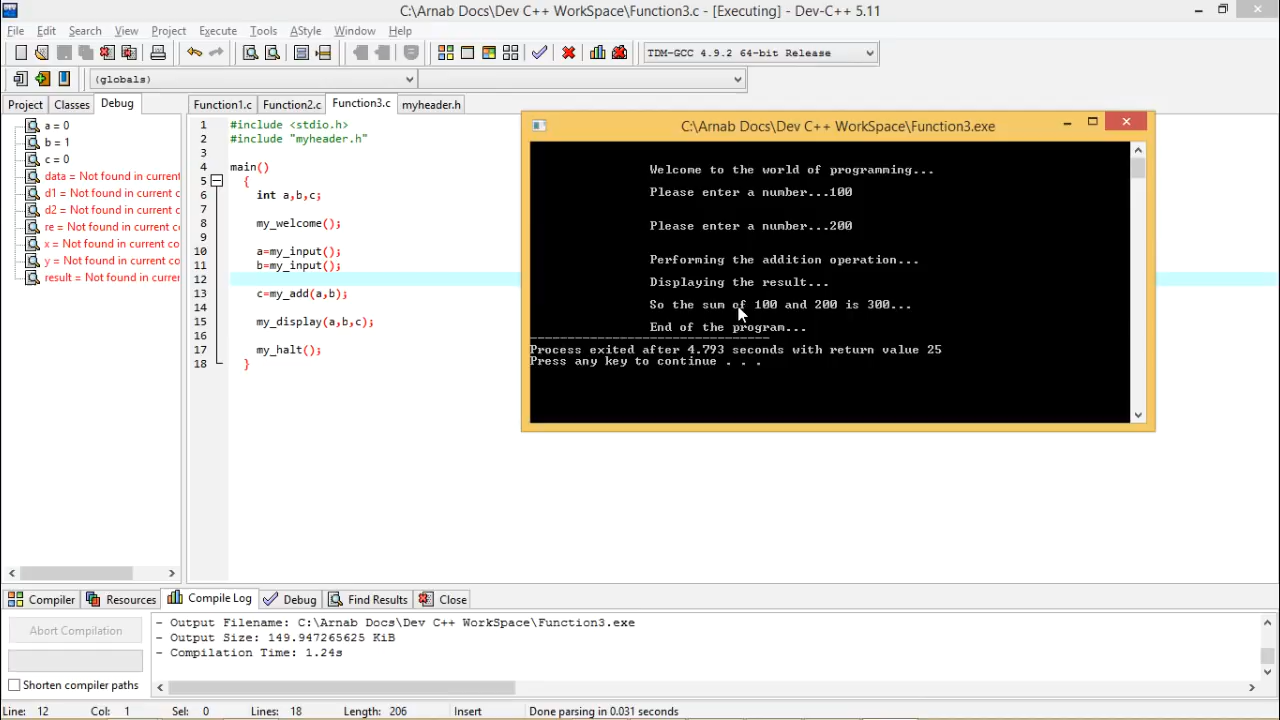 C:\Arnab Docs\Dev C++ WorkSpace\Function3.c - [Executing] - Dev-C++ 5.11
File Edit Search View Project Execute Tools AStyle Window Help
TDM-GCC 4.9.2 64-bit Release
(globals)
Project Classes Debug Function1.c Function2.c Function3.c myheader.h
a = 0
b = 1
c = 0
data = Not found in current cont
d1 = Not found in current contex
d2 = Not found in current contex
re = Not found in current contex
x = Not found in current co
y = Not found in current co
result = Not found in currer
1 #include <stdio.h>
2 #include "myheader.h"
3
4 main()
5 {
6 int a,b,c;
7
8 my_welcome();
9
10 a=my_input();
11 b=my_input();
12
13 c=my_add(a,b);
14
15 my_display(a,b,c);
16
17 my_halt();
18 }
C:\Arnab Docs\Dev C++ WorkSpace\Function3.exe
Welcome to the world of programming...
Please enter a number...100
Please enter a number...200
Performing the addition operation...
Displaying the result...
So the sum of 100 and 200 is 300...
End of the program...
--------------------------------
Process exited after 4.793 seconds with return value 25
Press any key to continue . . .
Compiler Resources Compile Log Debug Find Results Close
Abort Compilation
Shorten compiler paths
- Output Filename: C:\Arnab Docs\Dev C++ WorkSpace\Function3.exe
- Output Size: 149.947265625 KiB
- Compilation Time: 1.24s
Line: 12 Col: 1 Sel: 0 Lines: 18 Length: 206 Insert Done parsing in 0.031 seconds